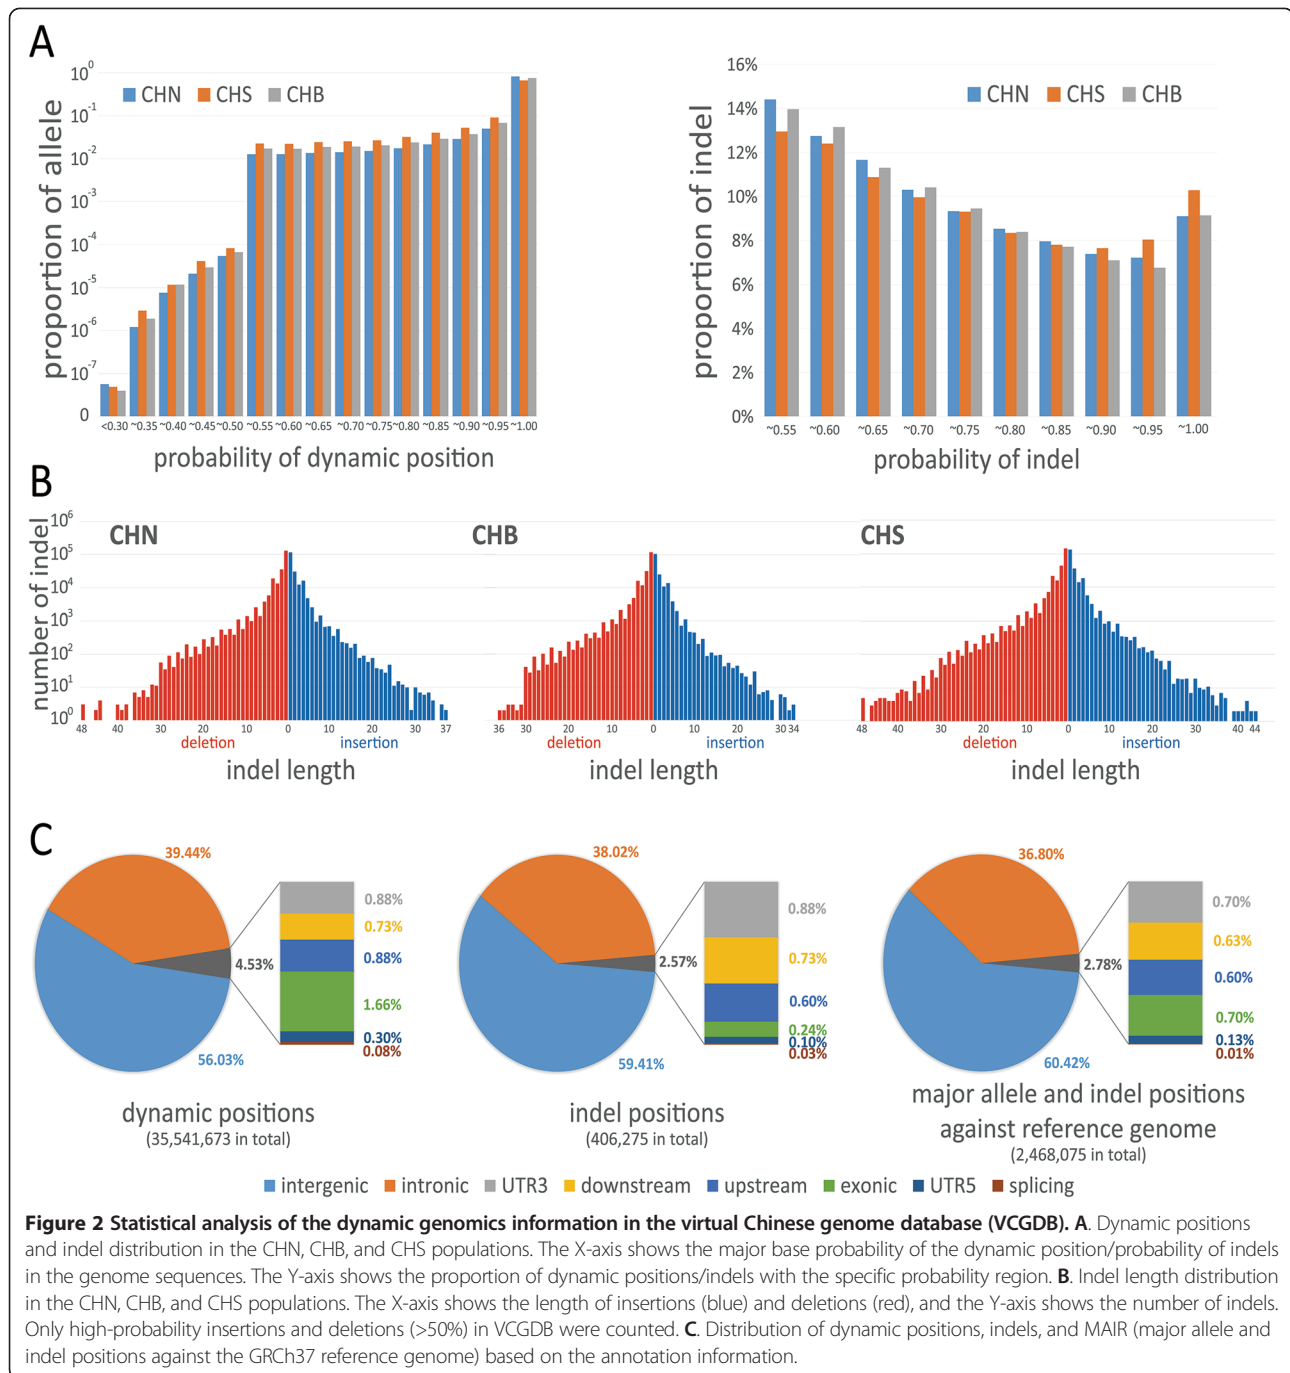 A
10^0
10^-1
10^-2
10^-3
10^-4
10^-5
10^-6
10^-7
0
proportion of allele
CHN CHS CHB
<0.30 ~0.35 ~0.40 ~0.45 ~0.50 ~0.55 ~0.60 ~0.65 ~0.70 ~0.75 ~0.80 ~0.85 ~0.90 ~0.95 ~1.00
probability of dynamic position
16%
14%
12%
10%
8%
6%
4%
2%
0%
proportion of indel
CHN CHS CHB
~0.55 ~0.60 ~0.65 ~0.70 ~0.75 ~0.80 ~0.85 ~0.90 ~0.95 ~1.00
probability of indel
B
number of indel
10^6
10^5
10^4
10^3
10^2
10^1
10^0
CHN
48 40 30 20 10 0 10 20 30 37
deletion insertion
indel length
CHB
36 30 20 10 0 10 20 30 34
deletion insertion
indel length
CHS
48 40 30 20 10 0 10 20 30 40 44
deletion insertion
indel length
C
39.44%
4.53%
56.03%
0.88%
0.73%
0.88%
1.66%
0.30%
0.08%
dynamic positions
(35,541,673 in total)
38.02%
2.57%
59.41%
0.88%
0.73%
0.60%
0.24%
0.10%
0.03%
indel positions
(406,275 in total)
36.80%
2.78%
60.42%
0.70%
0.63%
0.60%
0.70%
0.13%
0.01%
major allele and indel positions
against reference genome
(2,468,075 in total)
intergenic intronic UTR3 downstream upstream exonic UTR5 splicing
Figure 2 Statistical analysis of the dynamic genomics information in the virtual Chinese genome database (VCGDB). A. Dynamic positions
and indel distribution in the CHN, CHB, and CHS populations. The X-axis shows the major base probability of the dynamic position/probability of indels
in the genome sequences. The Y-axis shows the proportion of dynamic positions/indels with the specific probability region. B. Indel length distribution
in the CHN, CHB, and CHS populations. The X-axis shows the length of insertions (blue) and deletions (red), and the Y-axis shows the number of indels.
Only high-probability insertions and deletions (>50%) in VCGDB were counted. C. Distribution of dynamic positions, indels, and MAIR (major allele and
indel positions against the GRCh37 reference genome) based on the annotation information.